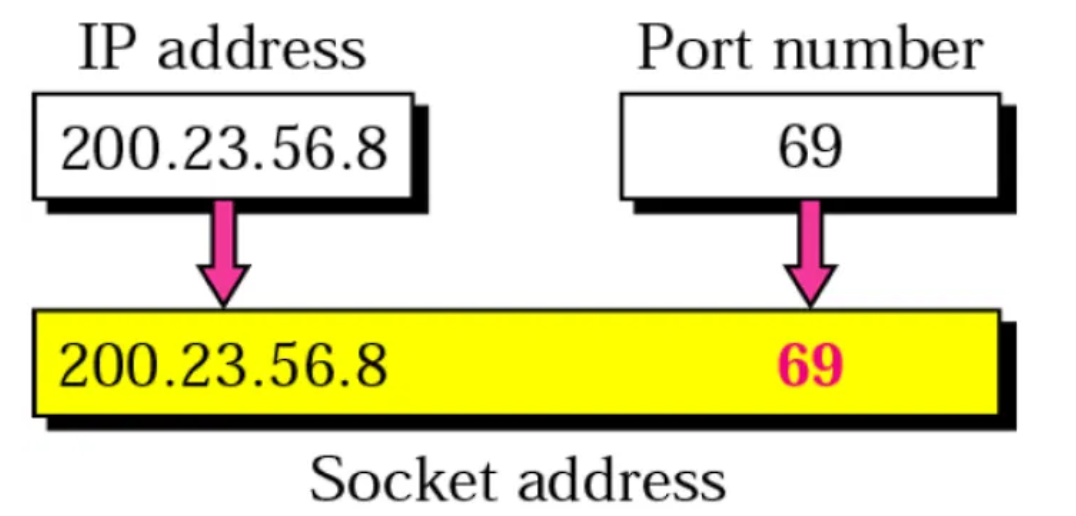 IP address Port number
200.23.56.8 69
200.23.56.8 69
Socket address